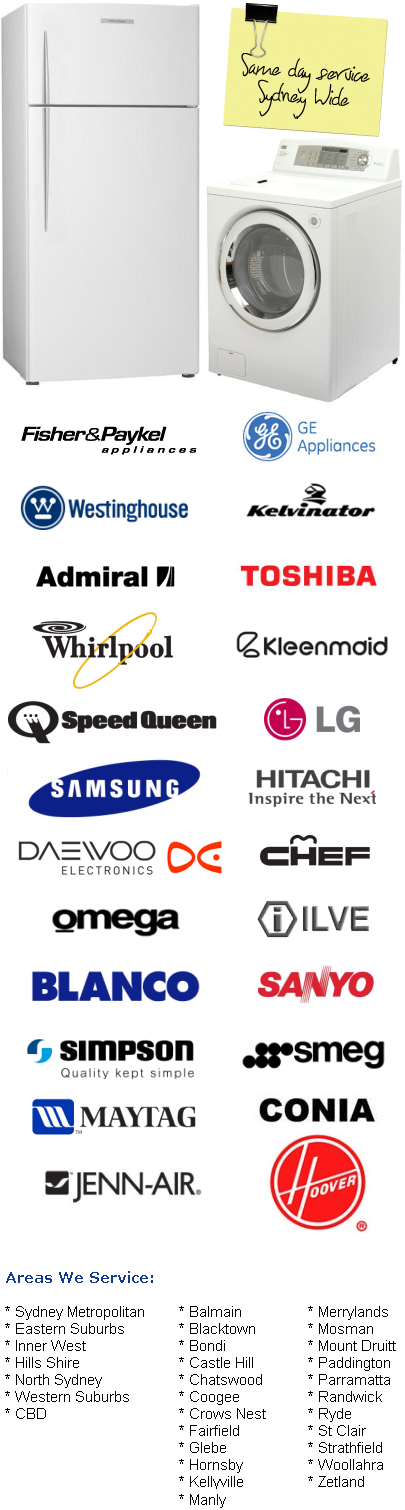 Same day service
Sydney Wide
Fisher&Paykel
appliances
GE
Appliances
Westinghouse
Kelvinator
Admiral
TOSHIBA
Whirlpool
Kleenmaid
Speed Queen
LG
SAMSUNG
HITACHI
Inspire the Next
DAEWOO
ELECTRONICS
CHEF
omega
ILVE
BLANCO
SANYO
SIMPSON
Quality kept simple
smeg
MAYTAG™
CONIA
JENN-AIR®
HOOVER®
Areas We Service:
* Sydney Metropolitan
* Eastern Suburbs
* Inner West
* Hills Shire
* North Sydney
* Western Suburbs
* CBD
* Balmain
* Blacktown
* Bondi
* Castle Hill
* Chatswood
* Coogee
* Crows Nest
* Fairfield
* Glebe
* Hornsby
* Kellyville
* Manly
* Merrylands
* Mosman
* Mount Druitt
* Paddington
* Parramatta
* Randwick
* Ryde
* St Clair
* Strathfield
* Woollahra
* Zetland